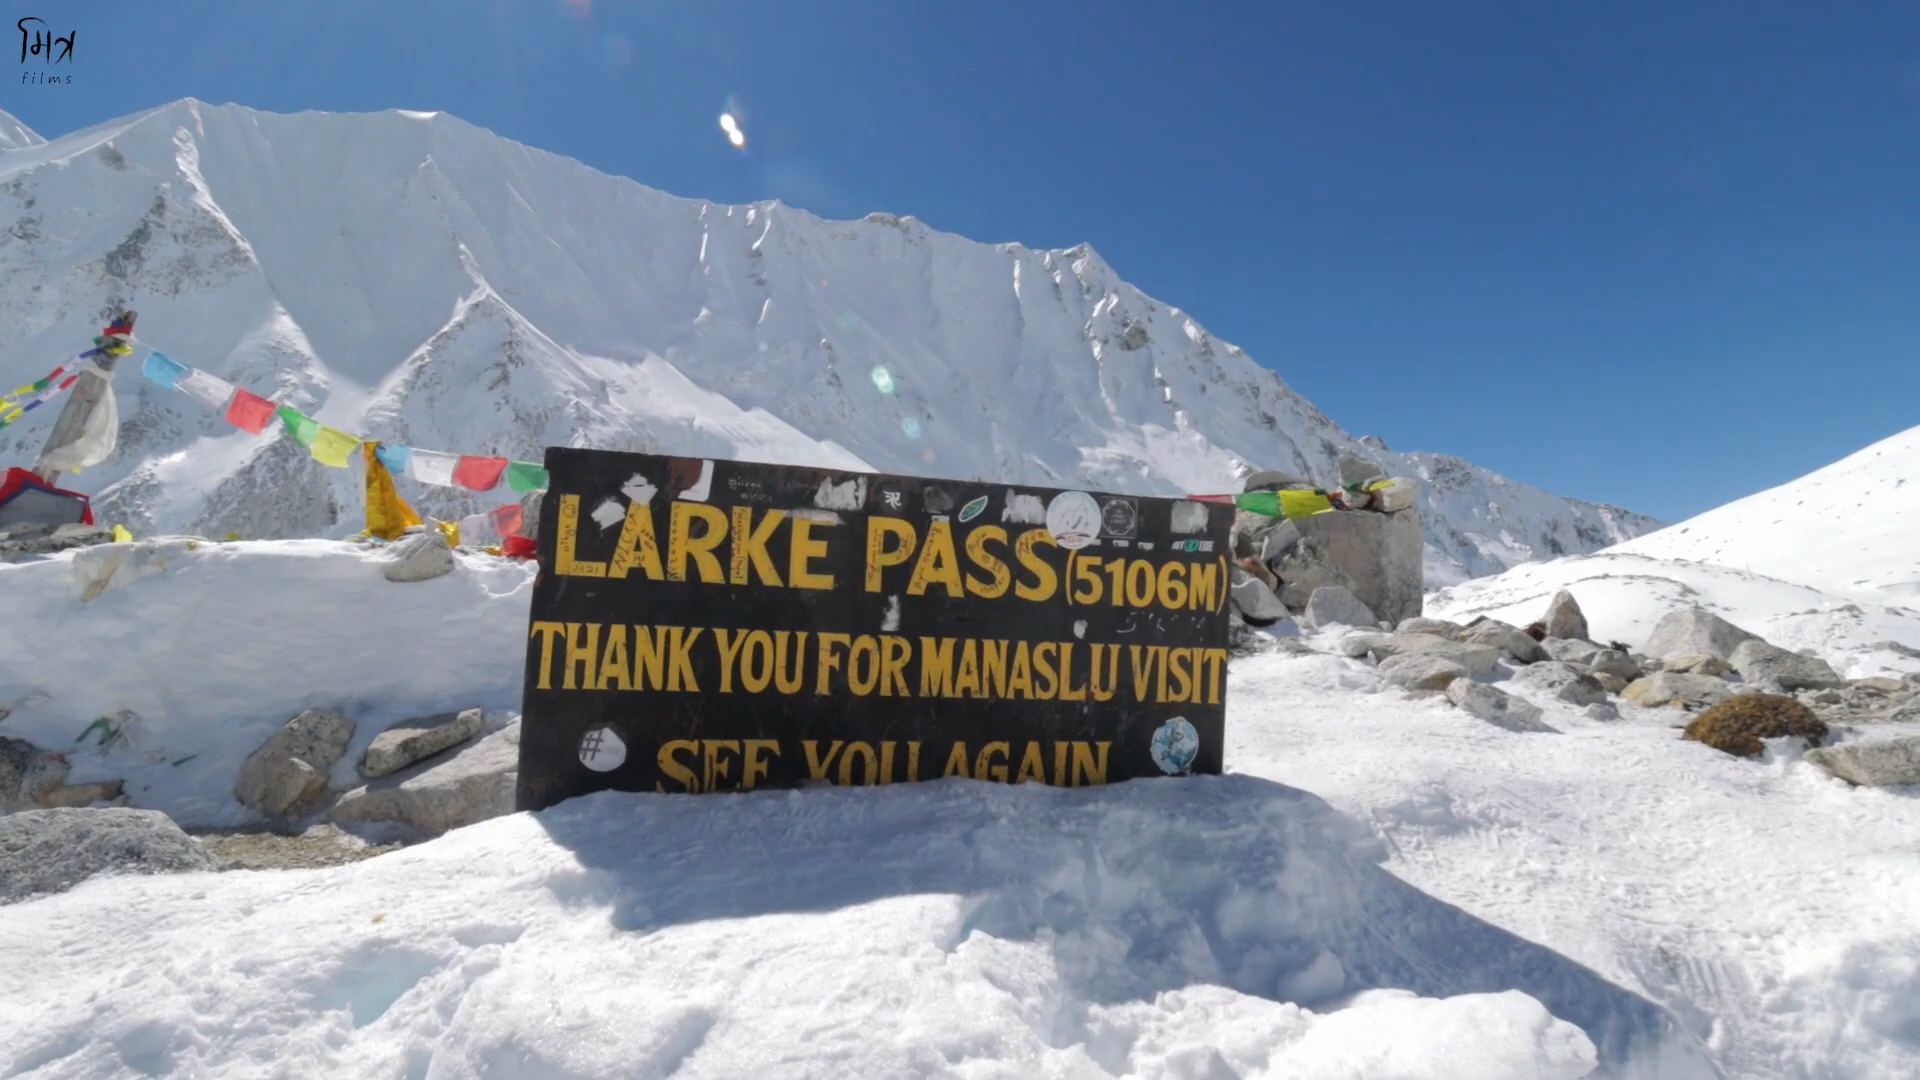 मित्र
films
LARKE PASS (5106M)
THANK YOU FOR MANASLU VISIT
SEE YOU AGAIN